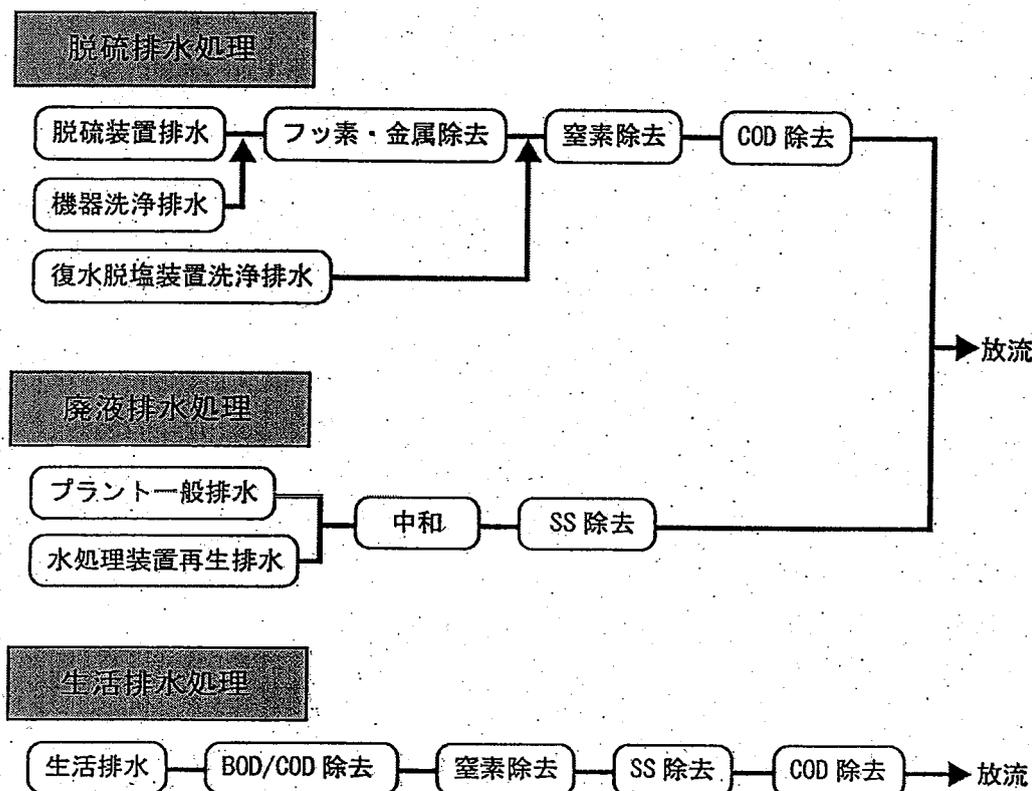 脱硫排水処理
脱硫装置排水
フッ素・金属除去
窒素除去
COD 除去
機器洗浄排水
復水脱塩装置洗浄排水
放流
廃液排水処理
プラント一般排水
中和
SS 除去
水処理装置再生排水
生活排水処理
生活排水
BOD/COD 除去
窒素除去
SS 除去
COD 除去
放流